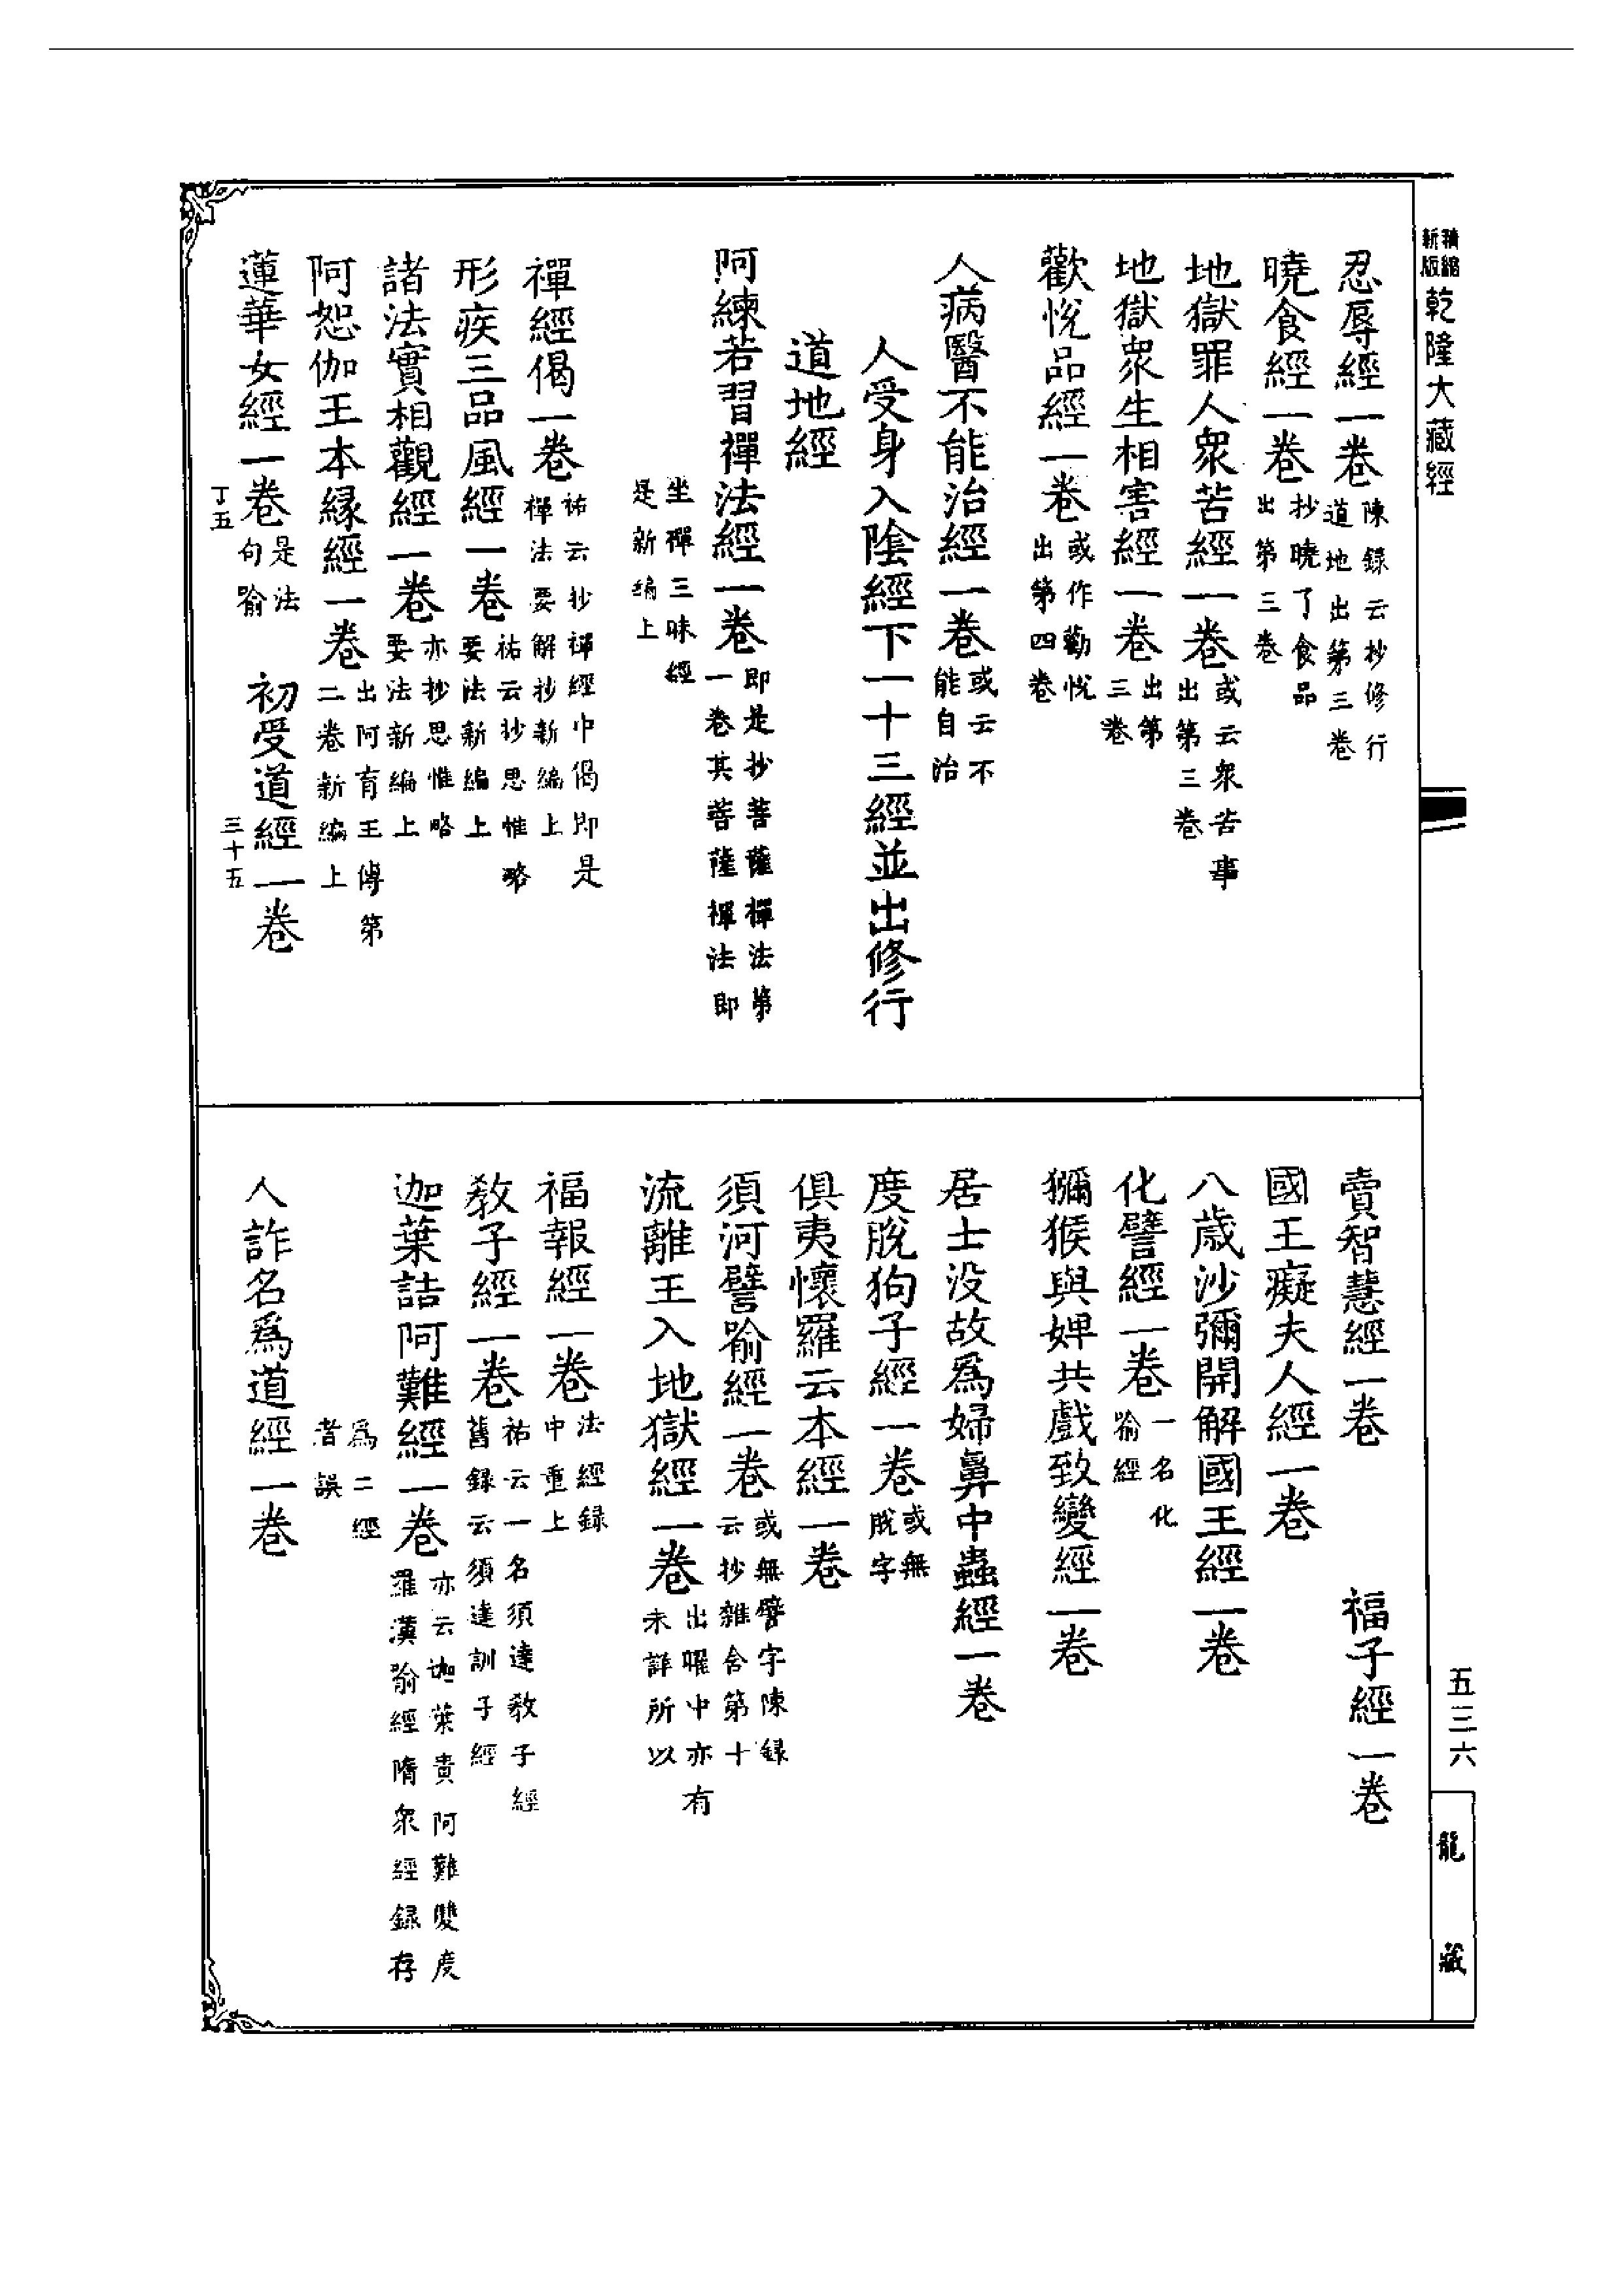 精縮新版乾隆大藏經
忍辱經一卷陳錄云抄修行道地出第三卷
曉食經一卷抄曉了食品出第三卷
地獄罪人眾苦經一卷或云眾苦事出第三卷
地獄眾生相害經一卷出第三卷
歡悅品經一卷或作勸悅出第四卷
人病醫不能治經一卷或云不能自治
人受身入陰經下一十三經並出修行
道地經
阿練若習禪法經一卷即是抄菩薩禪法第一卷其菩薩禪法即
坐禪三昧經是新編上
禪經偈一卷祐云抄禪經中偈即是禪法要解抄新編上
形疾三品風經一卷祐云抄思惟略要法新編上
諸法實相觀經一卷亦抄思惟略要法新編上
阿恕伽王本緣經一卷出阿育王傳第二卷新編上
蓮華女經一卷是法句喻 初受道經一卷
丁五 三十五
賣智慧經一卷 福子經一卷
國王癡夫人經一卷
八歲沙彌開解國王經一卷
化譬經一卷一名化喻經
獼猴與婢共戲致變經一卷
居士没故為婦鼻中蟲經一卷
度脫狗子經一卷或無脫字
俱夷懷羅云本經一卷
須河譬喻經一卷或無譬字陳錄云抄雜含第十
流離王入地獄經一卷出曜中亦有未詳所以
福報經一卷法經錄中重上
教子經一卷祐云一名須達教子經舊錄云須達訓子經
迦葉詰阿難經一卷亦云迦葉責阿難雙度羅漢喻經隋眾經錄存
為二經者誤
人詐名為道經一卷
五三六
龍藏